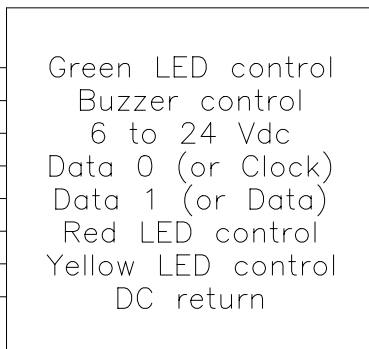 Green LED control
Buzzer control
6 to 24 Vdc
Data 0 (or Clock)
Data 1 (or Data)
Red LED control
Yellow LED control
DC return